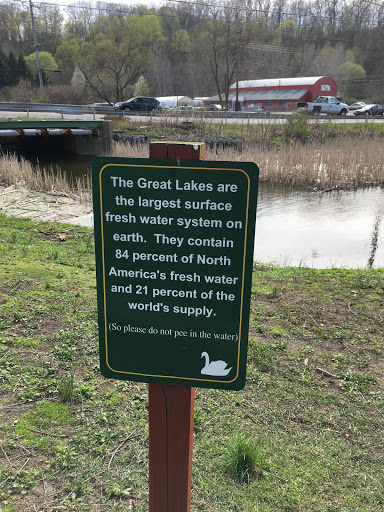 The Great Lakes are
the largest surface
fresh water system on
earth. They contain
84 percent of North
America's fresh water
and 21 percent of the
world's supply.
(So please do not pee in the water)